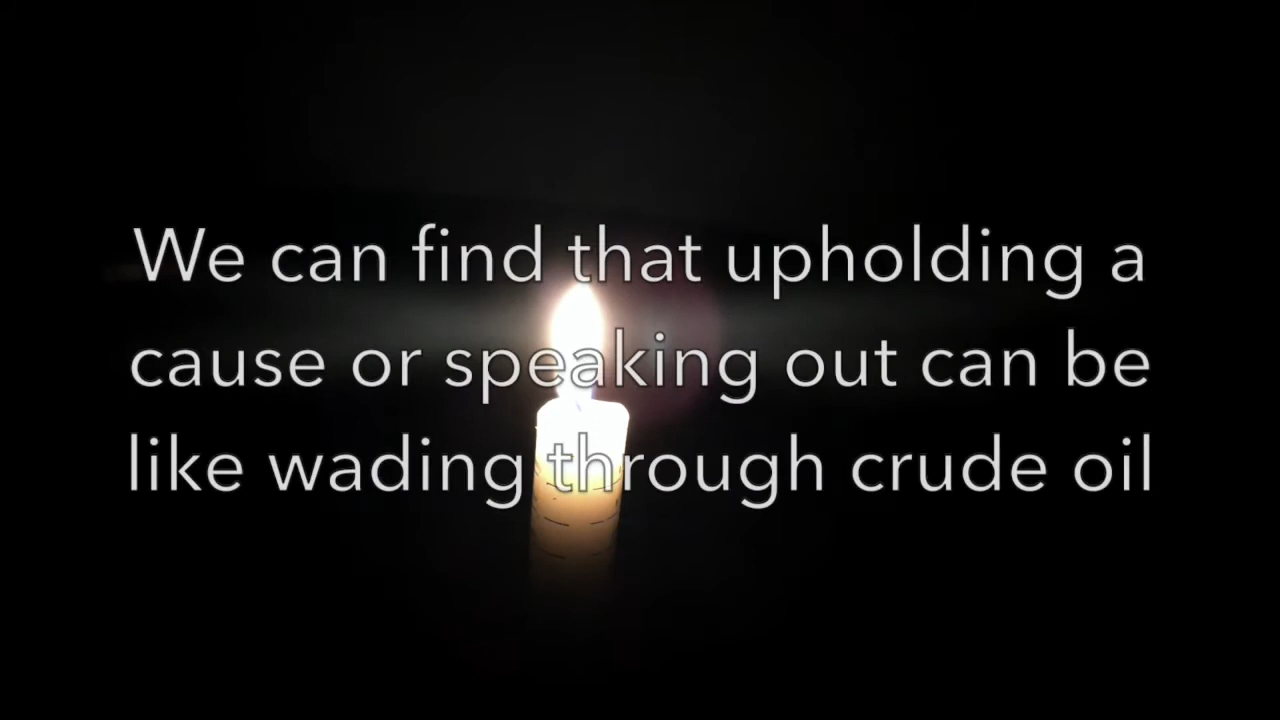 We can find that upholding a
cause or speaking out can be
like wading through crude oil